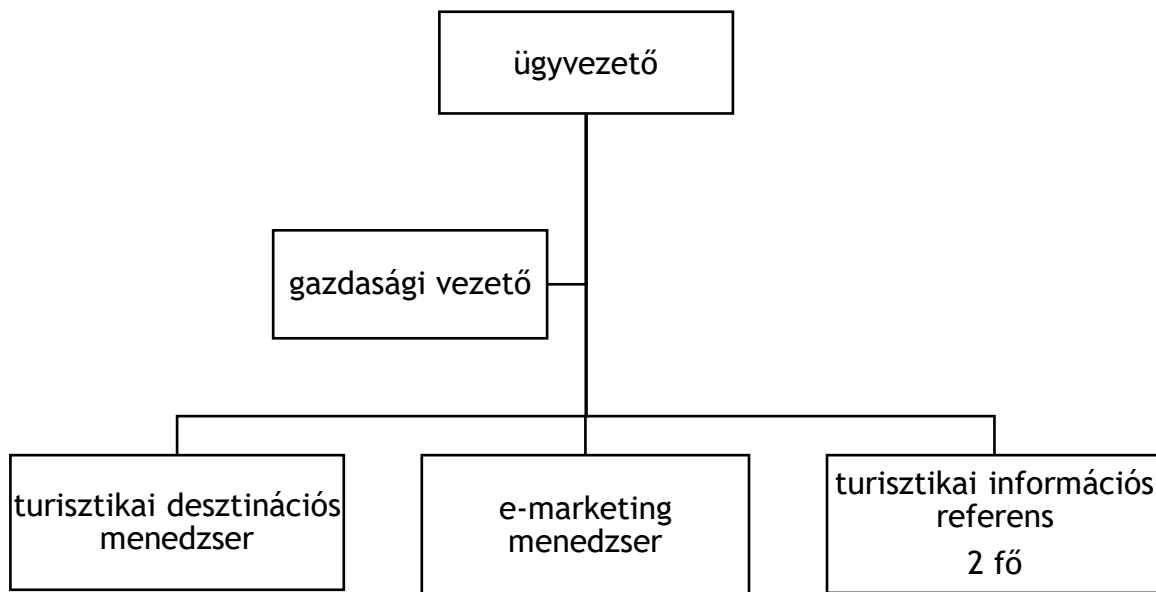 ügyvezető
gazdasági vezető
turisztikai desztinációs
menedzser
e-marketing
menedzser
turisztikai információs
referens
2 fő